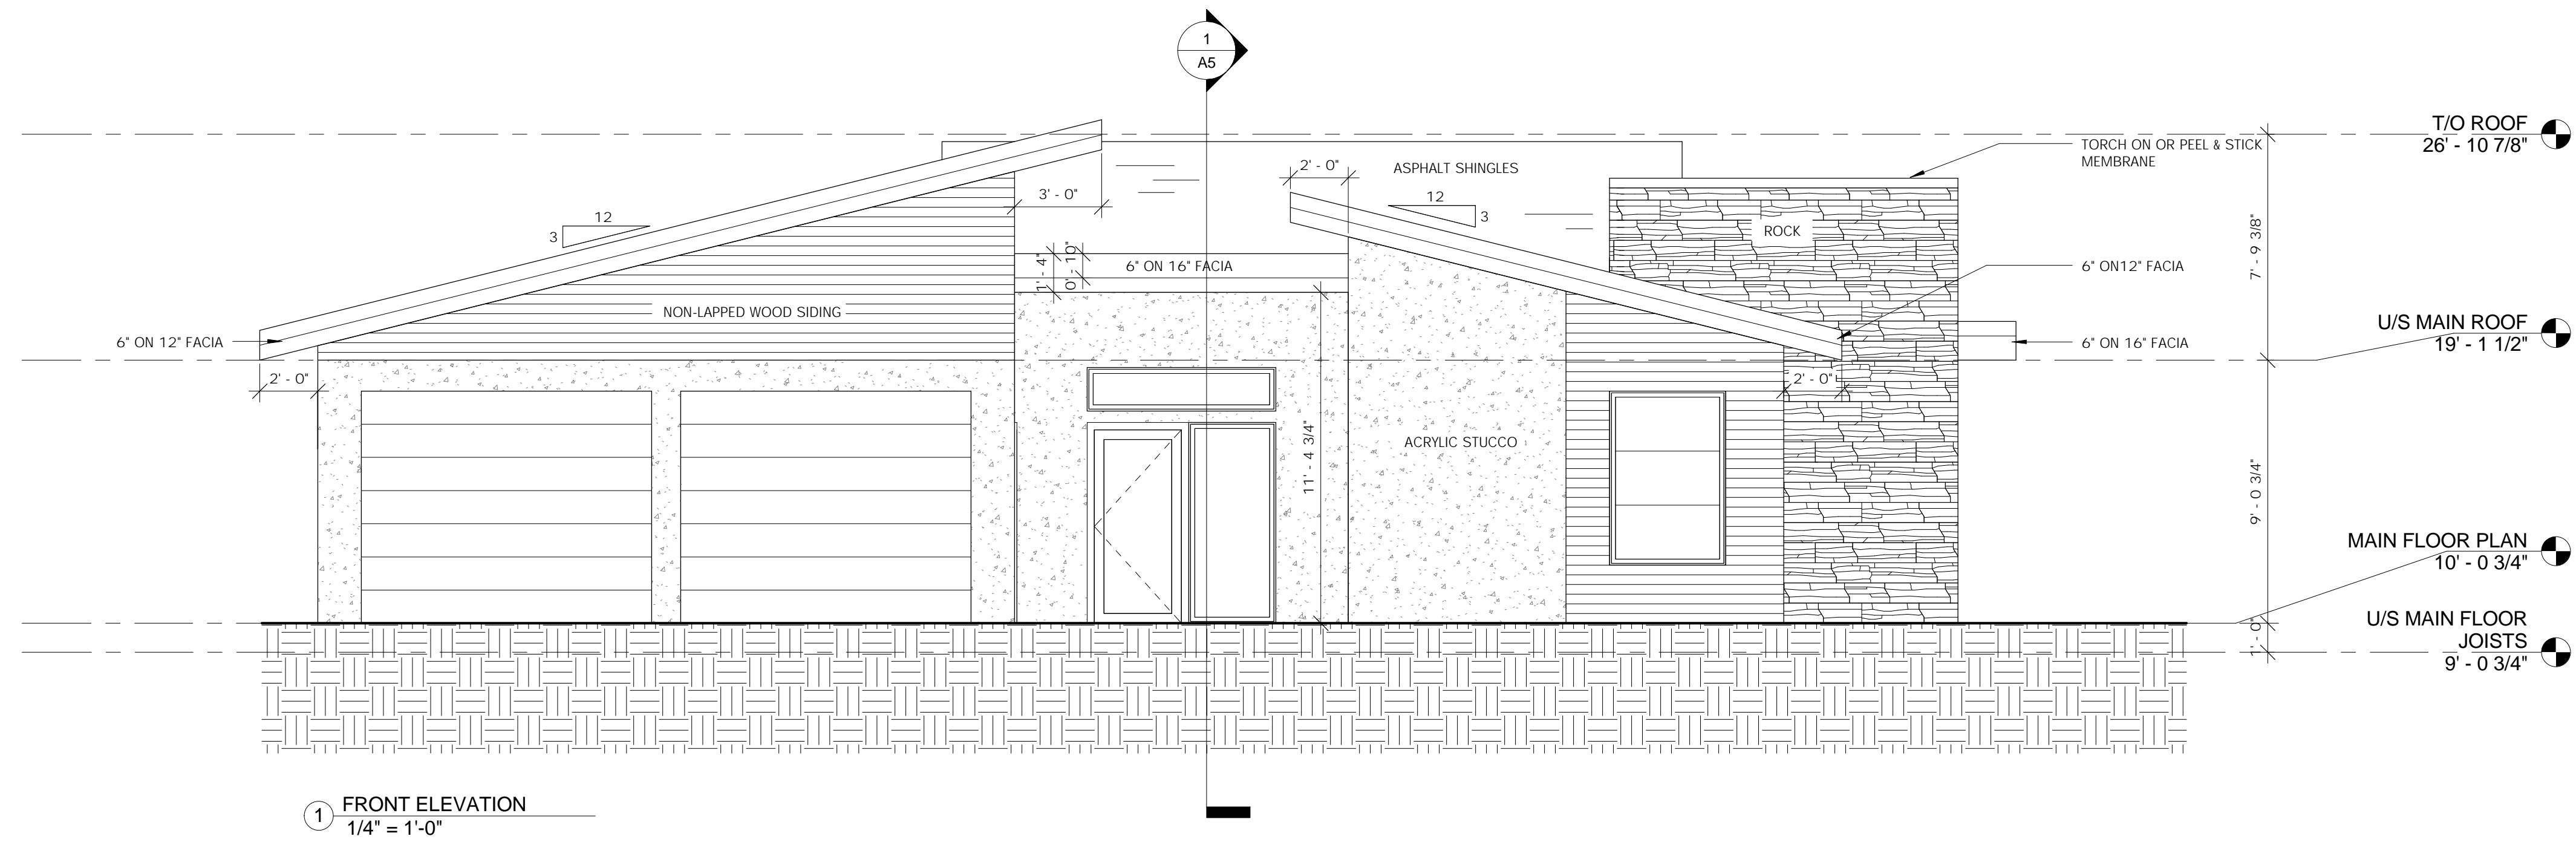 1
A5
T/O ROOF
26' - 10 7/8"
TORCH ON OR PEEL & STICK
MEMBRANE
2' - 0"
ASPHALT SHINGLES
12
3
3' - 0"
12
3
ROCK
7' - 9 3/8"
1' - 4"
0' - 10"
6" ON 16" FACIA
6" ON12" FACIA
NON-LAPPED WOOD SIDING
U/S MAIN ROOF
19' - 1 1/2"
6" ON 12" FACIA
6" ON 16" FACIA
2' - 0"
2' - 0"
11' - 4 3/4"
ACRYLIC STUCCO
9' - 0 3/4"
MAIN FLOOR PLAN
10' - 0 3/4"
U/S MAIN FLOOR
JOISTS
9' - 0 3/4"
1' - 0"
1
FRONT ELEVATION
1/4" = 1'-0"